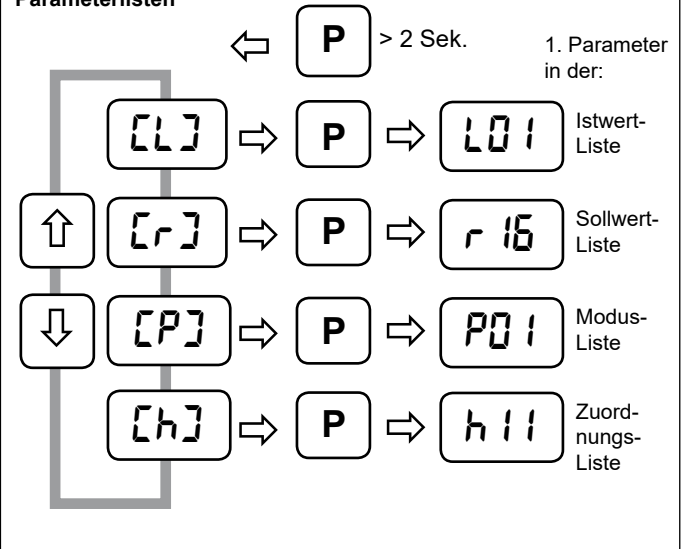 Parameterlisten
P > 2 Sek.
1. Parameter
in der:
[L] P L01 Istwert-
Liste
[r] P r 16 Sollwert-
Liste
[P] P P01 Modus-
Liste
[h] P h11 Zuord-
nungs-
Liste